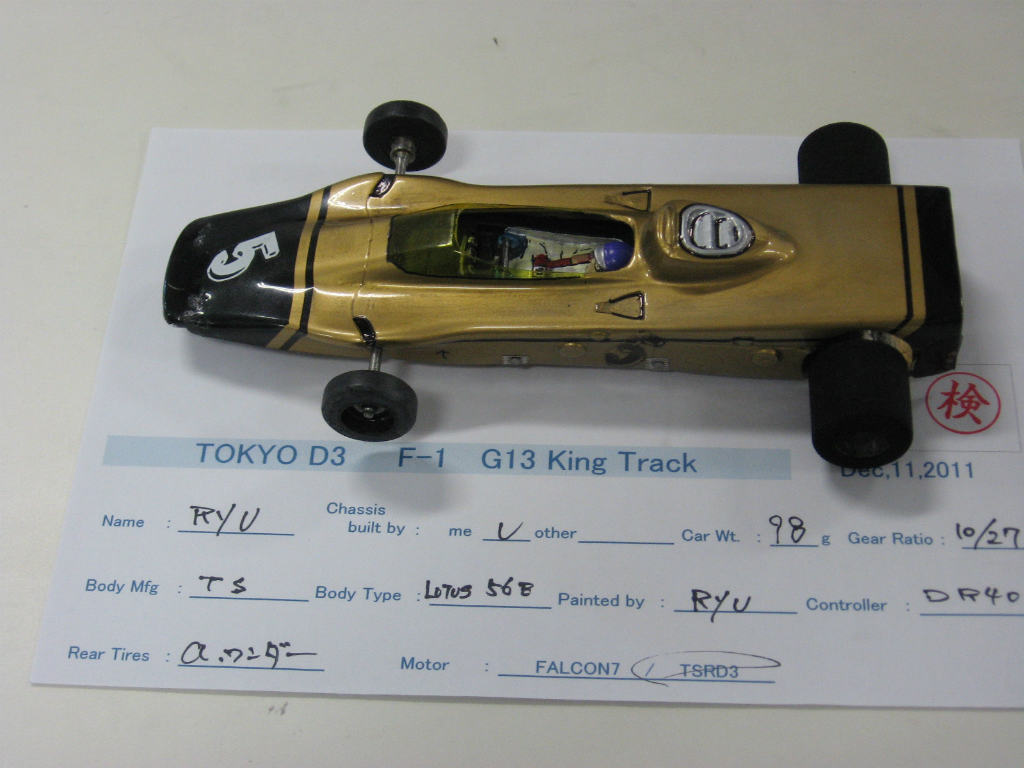 5
検
TOKYO D3 F-1 G13 King Track
Dec,11,2011
Name : RYU Chassis built by : me U other Car Wt. : 98 g Gear Ratio : 10/27
Body Mfg : TS Body Type : LOTUS 56B Painted by : RYU Controller : DR40
Rear Tires : a.ワンダー Motor : FALCON7 / TSRD3